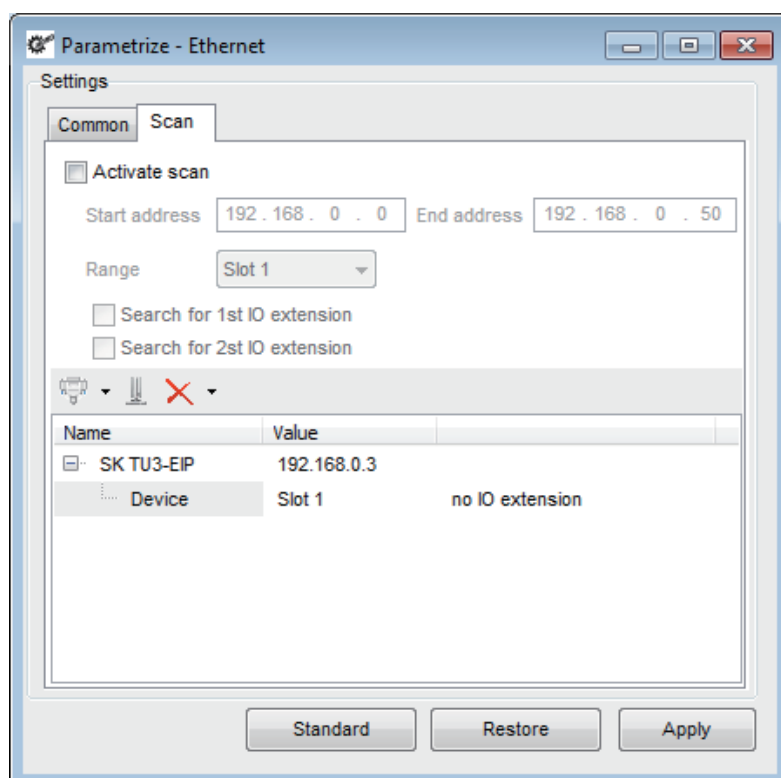 Parametrize - Ethernet
Settings
Common Scan
Activate scan
Start address 192 . 168 . 0 . 0 End address 192 . 168 . 0 . 50
Range Slot 1
Search for 1st IO extension
Search for 2st IO extension
Name Value
SK TU3-EIP 192.168.0.3
Device Slot 1 no IO extension
Standard Restore Apply